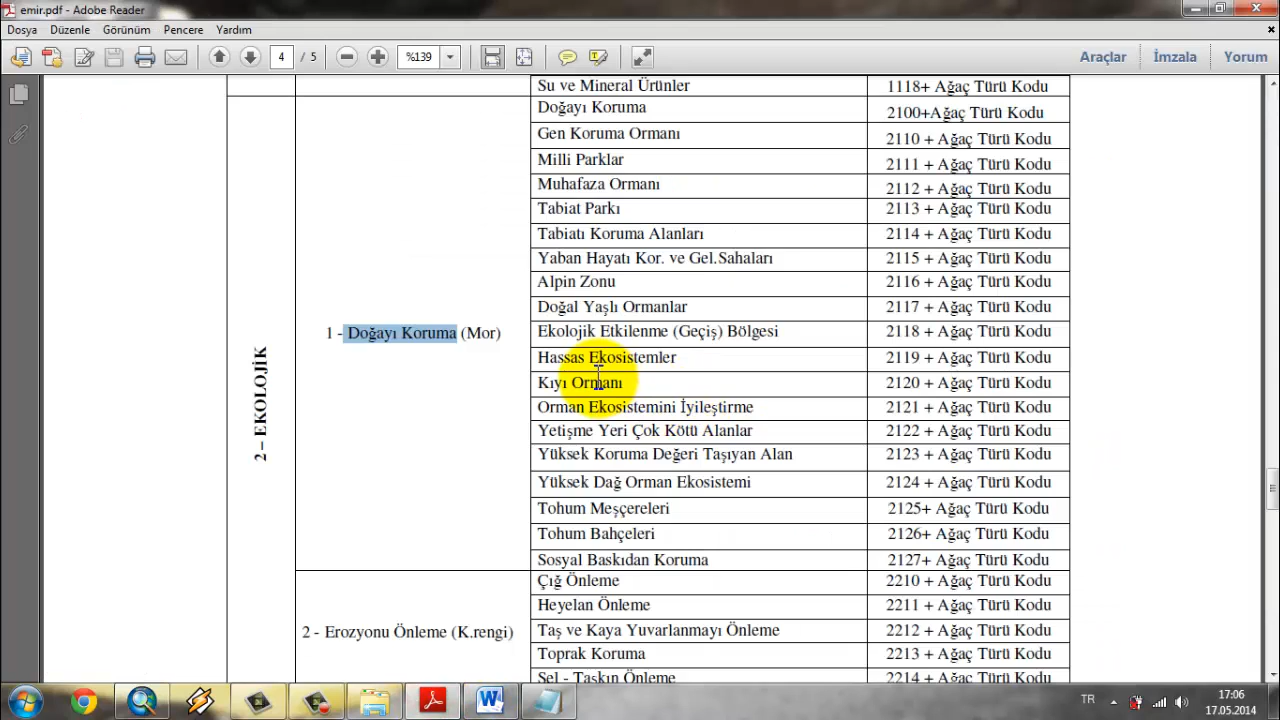 emir.pdf - Adobe Reader
Dosya Düzenle Görünüm Pencere Yardım
4 / 5 %139 Araçlar İmzala Yorum
Su ve Mineral Ürünler 1118+ Ağaç Türü Kodu
Doğayı Koruma 2100+Ağaç Türü Kodu
Gen Koruma Ormanı 2110 + Ağaç Türü Kodu
Milli Parklar 2111 + Ağaç Türü Kodu
Muhafaza Ormanı 2112 + Ağaç Türü Kodu
Tabiat Parkı 2113 + Ağaç Türü Kodu
Tabiatı Koruma Alanları 2114 + Ağaç Türü Kodu
Yaban Hayatı Kor. ve Gel.Sahaları 2115 + Ağaç Türü Kodu
Alpin Zonu 2116 + Ağaç Türü Kodu
Doğal Yaşlı Ormanlar 2117 + Ağaç Türü Kodu
1 - Doğayı Koruma (Mor) Ekolojik Etkilenme (Geçiş) Bölgesi 2118 + Ağaç Türü Kodu
Hassas Ekosistemler 2119 + Ağaç Türü Kodu
Kıyı Ormanı 2120 + Ağaç Türü Kodu
2 – EKOLOJİK
Orman Ekosistemini İyileştirme 2121 + Ağaç Türü Kodu
Yetişme Yeri Çok Kötü Alanlar 2122 + Ağaç Türü Kodu
Yüksek Koruma Değeri Taşıyan Alan 2123 + Ağaç Türü Kodu
Yüksek Dağ Orman Ekosistemi 2124 + Ağaç Türü Kodu
Tohum Meşçereleri 2125+ Ağaç Türü Kodu
Tohum Bahçeleri 2126+ Ağaç Türü Kodu
Sosyal Baskıdan Koruma 2127+ Ağaç Türü Kodu
Çığ Önleme 2210 + Ağaç Türü Kodu
Heyelan Önleme 2211 + Ağaç Türü Kodu
2 - Erozyonu Önleme (K.rengi) Taş ve Kaya Yuvarlanmayı Önleme 2212 + Ağaç Türü Kodu
Toprak Koruma 2213 + Ağaç Türü Kodu
Sel - Taşkın Önleme 2214 + Ağaç Türü Kodu
TR 17:06
17.05.2014